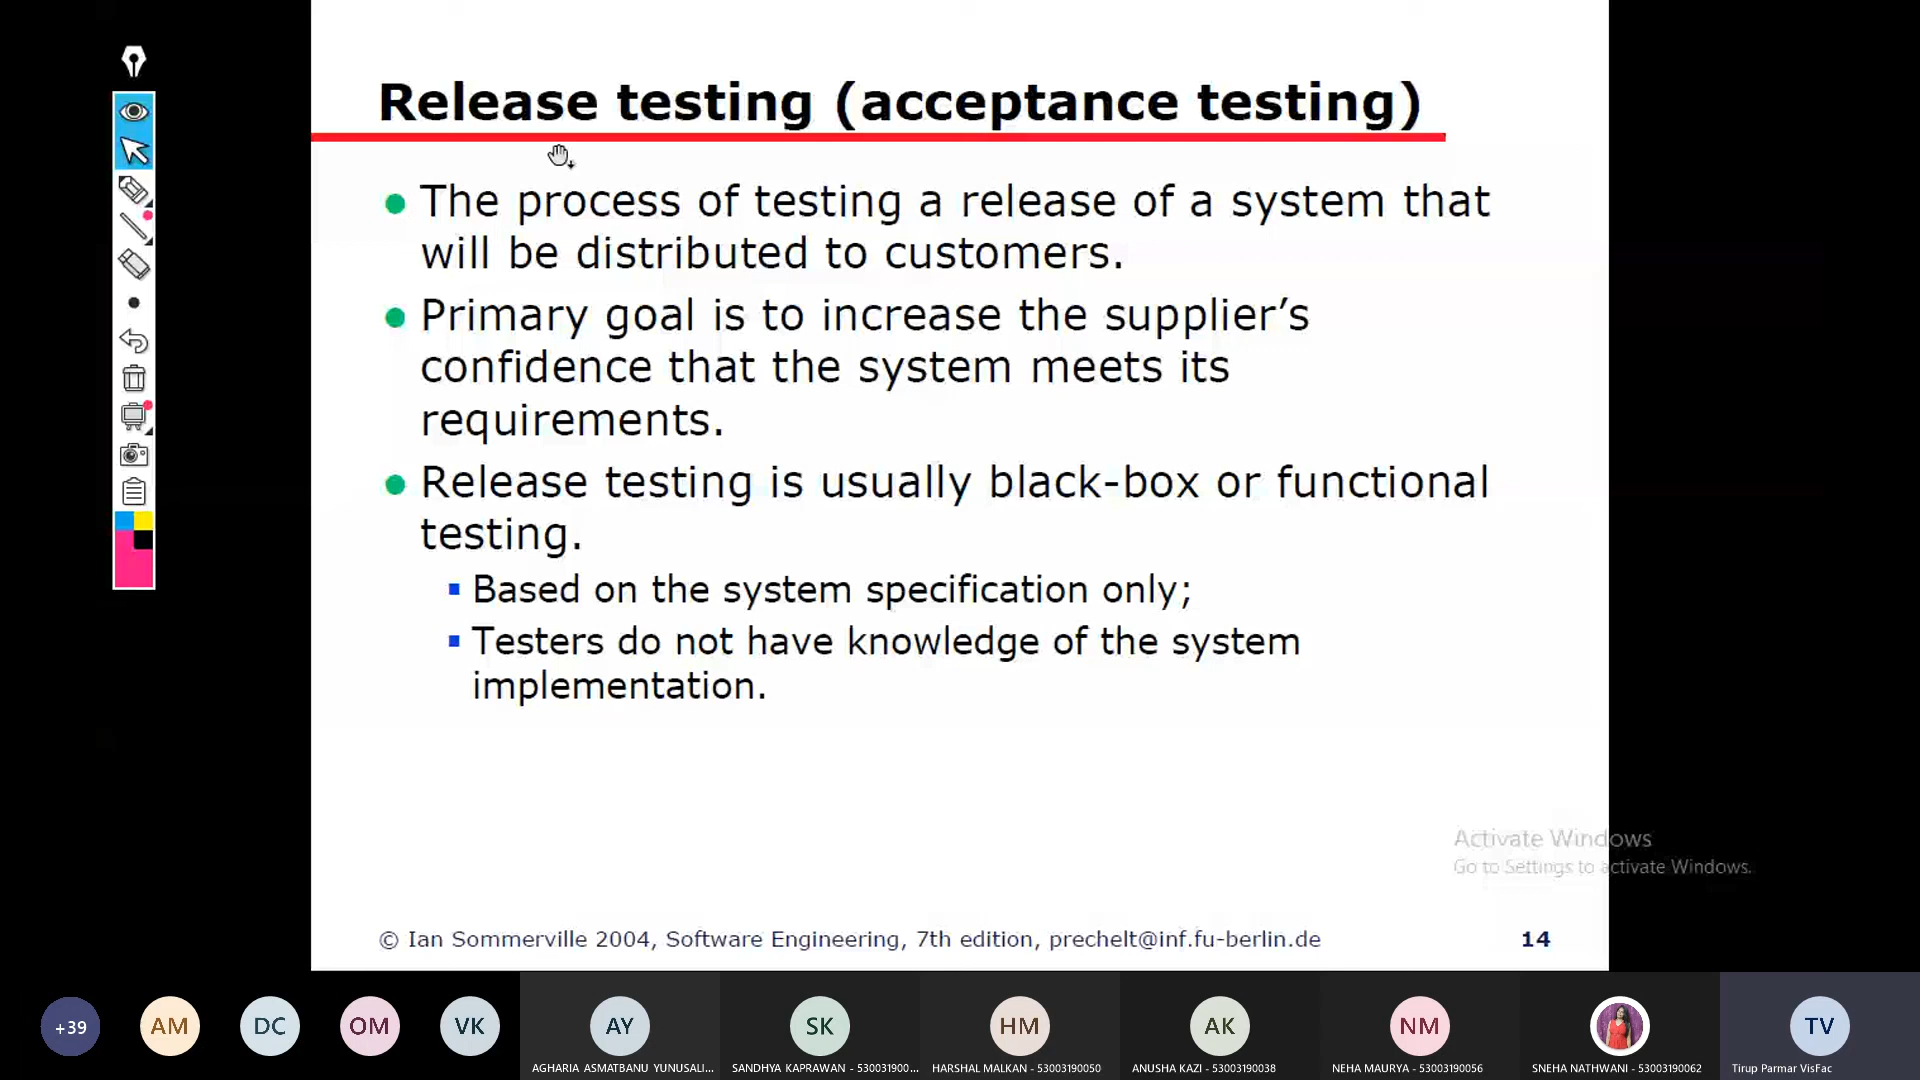 Release testing (acceptance testing)
The process of testing a release of a system that
will be distributed to customers.
Primary goal is to increase the supplier’s
confidence that the system meets its
requirements.
Release testing is usually black-box or functional
testing.
Based on the system specification only;
Testers do not have knowledge of the system
implementation.
Activate Windows
Go to Settings to activate Windows.
© Ian Sommerville 2004, Software Engineering, 7th edition, prechelt@inf.fu-berlin.de
14
+39
AM
DC
OM
VK
AY
SK
HM
AK
NM
TV
AGHARIA ASMATBANU YUNUSALI...
SANDHYA KAPRAWAN - 530031900...
HARSHAL MALKAN - 53003190050
ANUSHA KAZI - 53003190038
NEHA MAURYA - 53003190056
SNEHA NATHWANI - 53003190062
Tirup Parmar VisFac